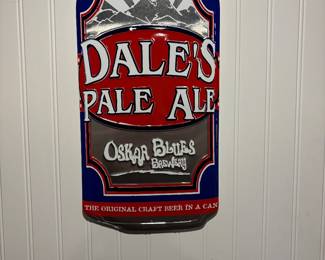 DALE'S
PALE ALE
OSKAR BLUES
BREWERY
THE ORIGINAL CRAFT BEER IN A CAN